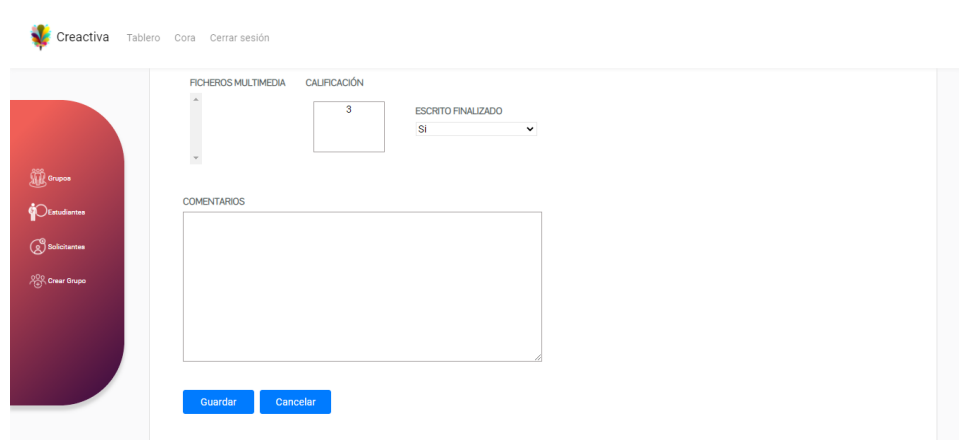 Creactiva Tablero Cora Cerrar sesión
FICHEROS MULTIMEDIA CALIFICACIÓN
3
ESCRITO FINALIZADO
Si
Grupos
Estudiantes
Solicitantes
Crear Grupo
COMENTARIOS
Guardar Cancelar